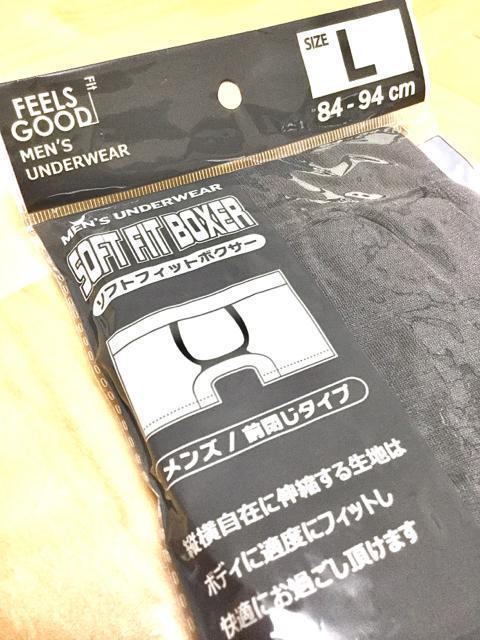 FEELS Fit
GOOD
MEN'S
UNDERWEAR
SIZE
L
84-94 cm
MEN'S UNDERWEAR
SOFT FIT BOXER
ソフトフィットボクサー
メンズ/前閉じタイプ
縦横自在に伸縮する生地は
ボディに適度にフィットし
快適にお過ごし頂けます